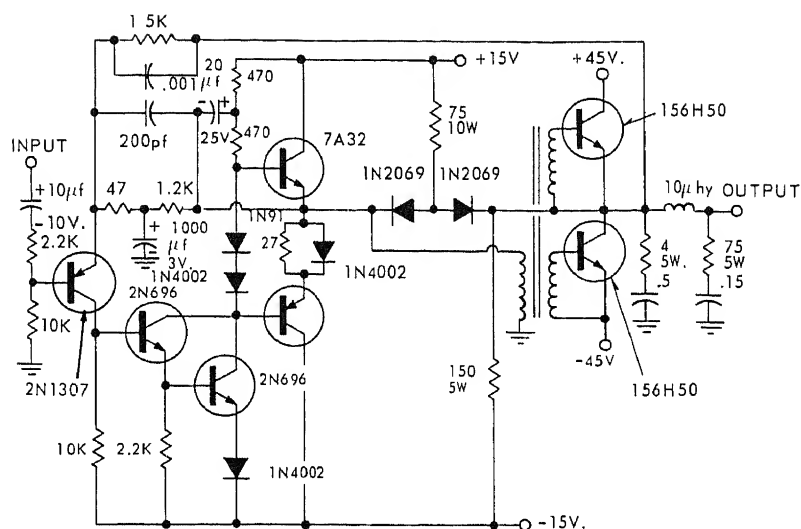 1 5K
.001µf
20
µf
470
+15V
+45V.
156H50
- +
25V
200pf
470
7A32
75
10W
1N2069 1N2069
INPUT
+10µf
-10V.
47
1.2K
10µhy
OUTPUT
2.2K
+
1000
µf
3V.
1N91
27
1N4002
1N4002
4
5W.
.5
75
5W
.15
10K
2N696
-45V
156H50
2N1307
2N696
150
5W
10K
2.2K
1N4002
-15V.